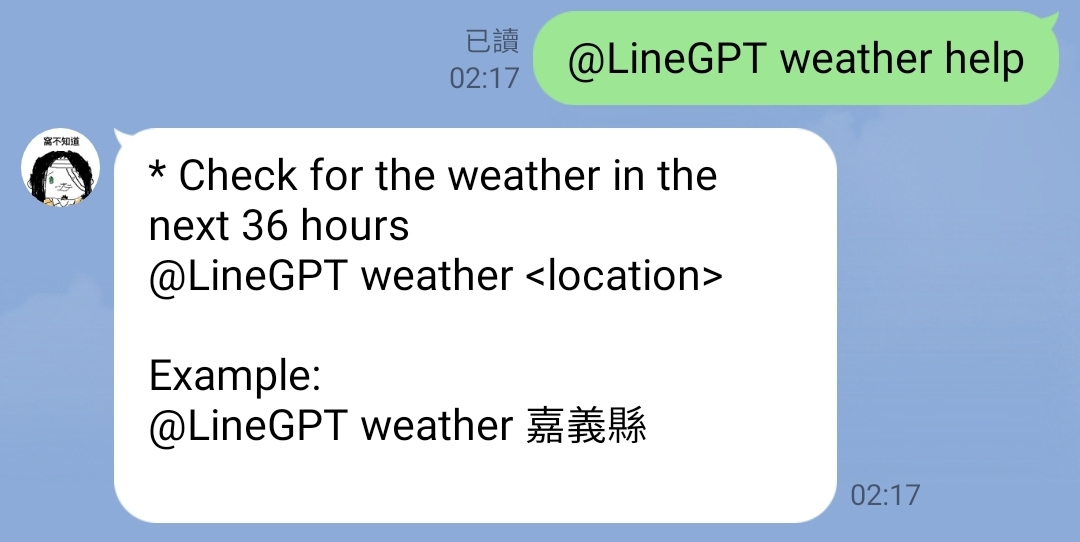 已讀
02:17
@LineGPT weather help
窩不知道
* Check for the weather in the
next 36 hours
@LineGPT weather <location>
Example:
@LineGPT weather 嘉義縣
02:17